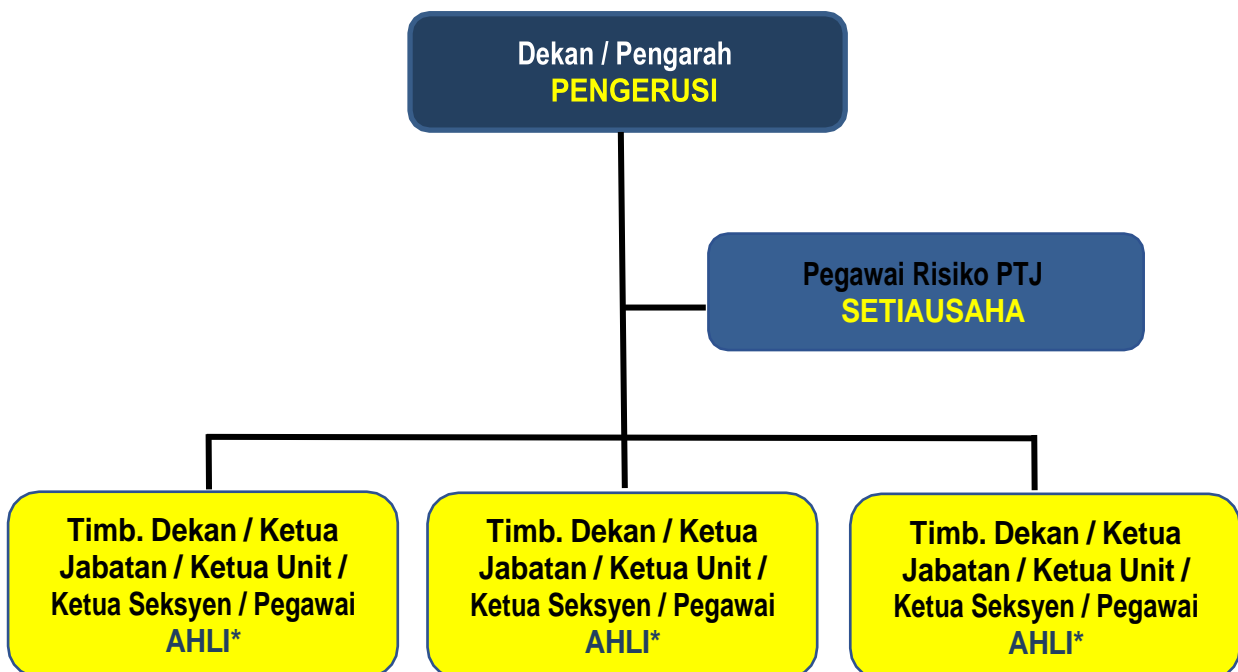 Dekan / Pengarah
PENGERUSI
Pegawai Risiko PTJ
SETIAUSAHA
Timb. Dekan / Ketua
Jabatan / Ketua Unit /
Ketua Seksyen / Pegawai
AHLI*
Timb. Dekan / Ketua
Jabatan / Ketua Unit /
Ketua Seksyen / Pegawai
AHLI*
Timb. Dekan / Ketua
Jabatan / Ketua Unit /
Ketua Seksyen / Pegawai
AHLI*